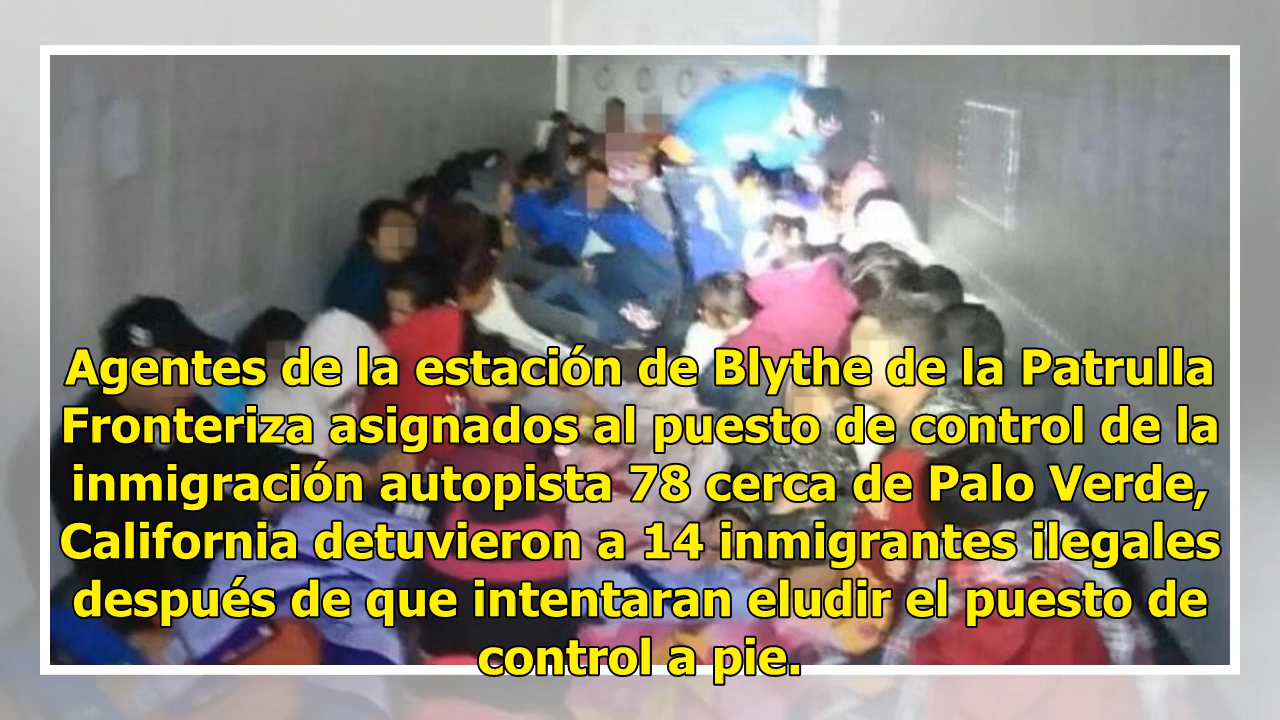 Agentes de la estación de Blythe de la Patrulla
Fronteriza asignados al puesto de control de la
inmigración autopista 78 cerca de Palo Verde,
California detuvieron a 14 inmigrantes ilegales
después de que intentaran eludir el puesto de
control a pie.